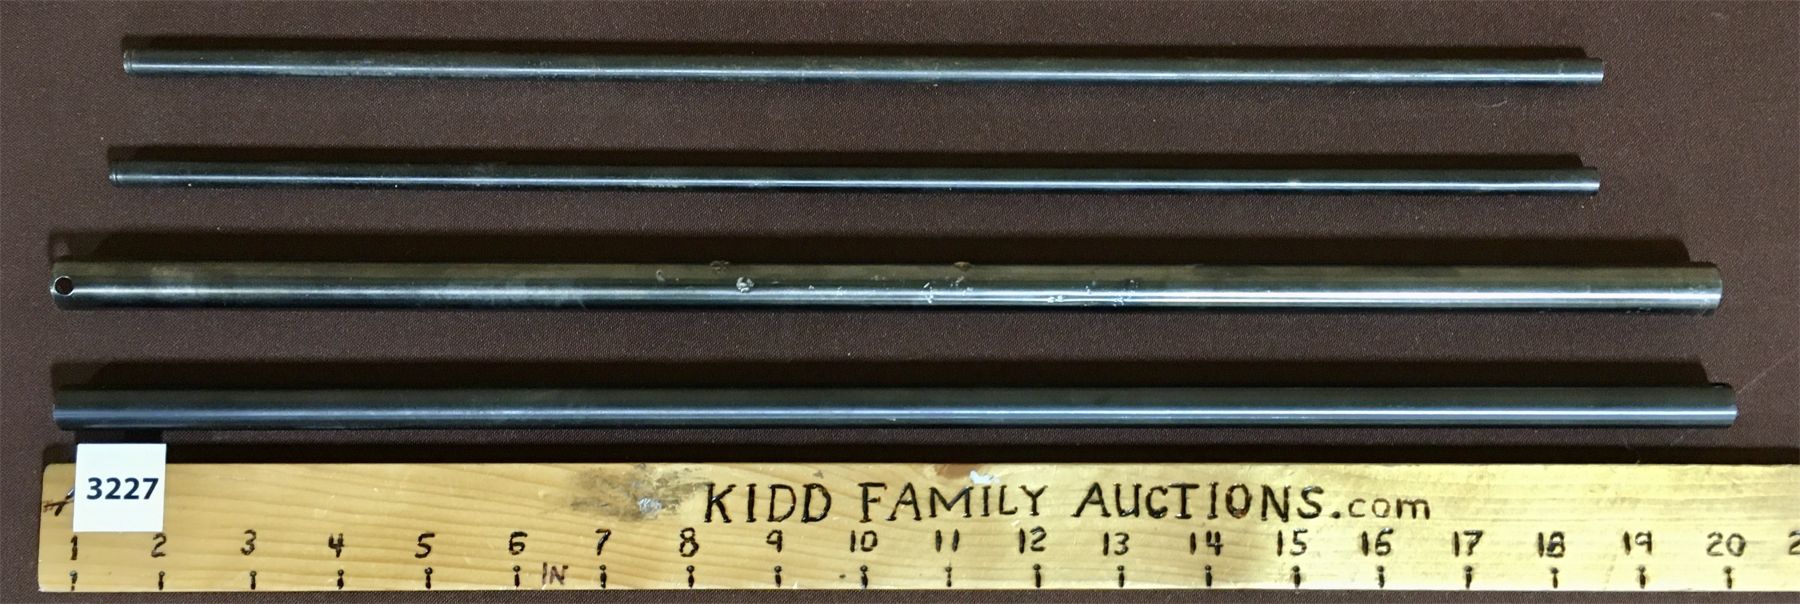 3227
KIDD FAMILY AUCTIONS.com
1 2 3 4 5 6 7 8 9 10 11 12 13 14 15 16 17 18 19 20
IN